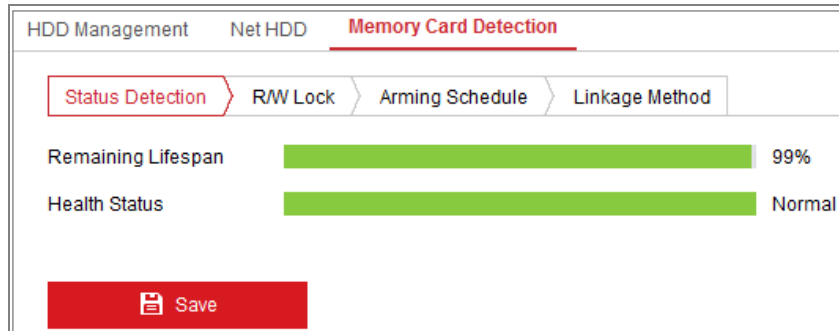 HDD Management Net HDD Memory Card Detection
Status Detection R/W Lock Arming Schedule Linkage Method
Remaining Lifespan 99%
Health Status Normal
Save